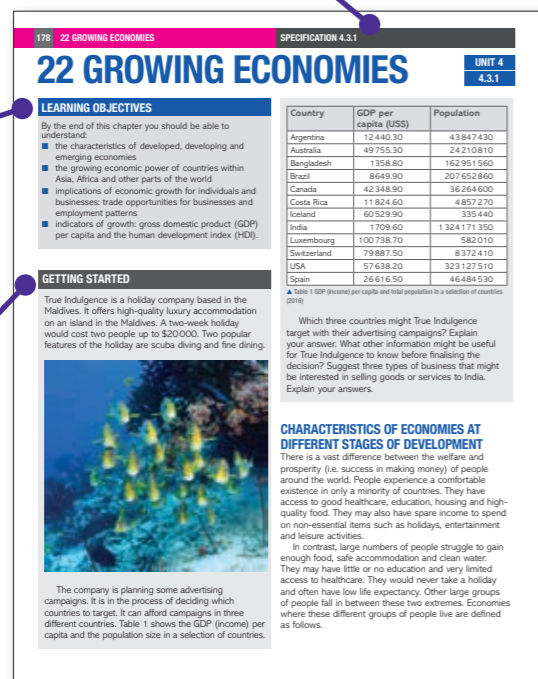 178 22 GROWING ECONOMIES
SPECIFICATION 4.3.1
22 GROWING ECONOMIES
UNIT 4
4.3.1
LEARNING OBJECTIVES
By the end of this chapter you should be able to
understand:
■ the characteristics of developed, developing and
emerging economies
■ the growing economic power of countries within
Asia, Africa and other parts of the world
■ implications of economic growth for individuals and
businesses: trade opportunities for businesses and
employment patterns
■ indicators of growth: gross domestic product (GDP)
per capita and the human development index (HDI).
GETTING STARTED
True Indulgence is a holiday company based in the
Maldives. It offers high-quality luxury accommodation
on an island in the Maldives. A two-week holiday
would cost two people up to $20000. Two popular
features of the holiday are scuba diving and fine dining.
The company is planning some advertising
campaigns. It is in the process of deciding which
countries to target. It can afford campaigns in three
different countries. Table 1 shows the GDP (income) per
capita and the population size in a selection of countries.
Country GDP per capita (US$) Population
Argentina 12440.30 43847430
Australia 49755.30 24210810
Bangladesh 1358.80 162951560
Brazil 8649.90 207652860
Canada 42348.90 36264600
Costa Rica 11824.60 4857270
Iceland 60529.90 335440
India 1709.60 1324171350
Luxembourg 100738.70 582010
Switzerland 79887.50 8372410
USA 57638.20 323127510
Spain 26616.50 46484530
▲ Table 1 GDP (income) per capita and total population in a selection of countries
(2016)
Which three countries might True Indulgence
target with their advertising campaigns? Explain
your answer. What other information might be useful
for True Indulgence to know before finalising the
decision? Suggest three types of business that might
be interested in selling goods or services to India.
Explain your answers.
CHARACTERISTICS OF ECONOMIES AT
DIFFERENT STAGES OF DEVELOPMENT
There is a vast difference between the welfare and
prosperity (i.e. success in making money) of people
around the world. People experience a comfortable
existence in only a minority of countries. They have
access to good healthcare, education, housing and high-
quality food. They may also have spare income to spend
on non-essential items such as holidays, entertainment
and leisure activities.
In contrast, large numbers of people struggle to gain
enough food, safe accommodation and clean water.
They may have little or no education and very limited
access to healthcare. They would never take a holiday
and often have low life expectancy. Other large groups
of people fall in between these two extremes. Economies
where these different groups of people live are defined
as follows.